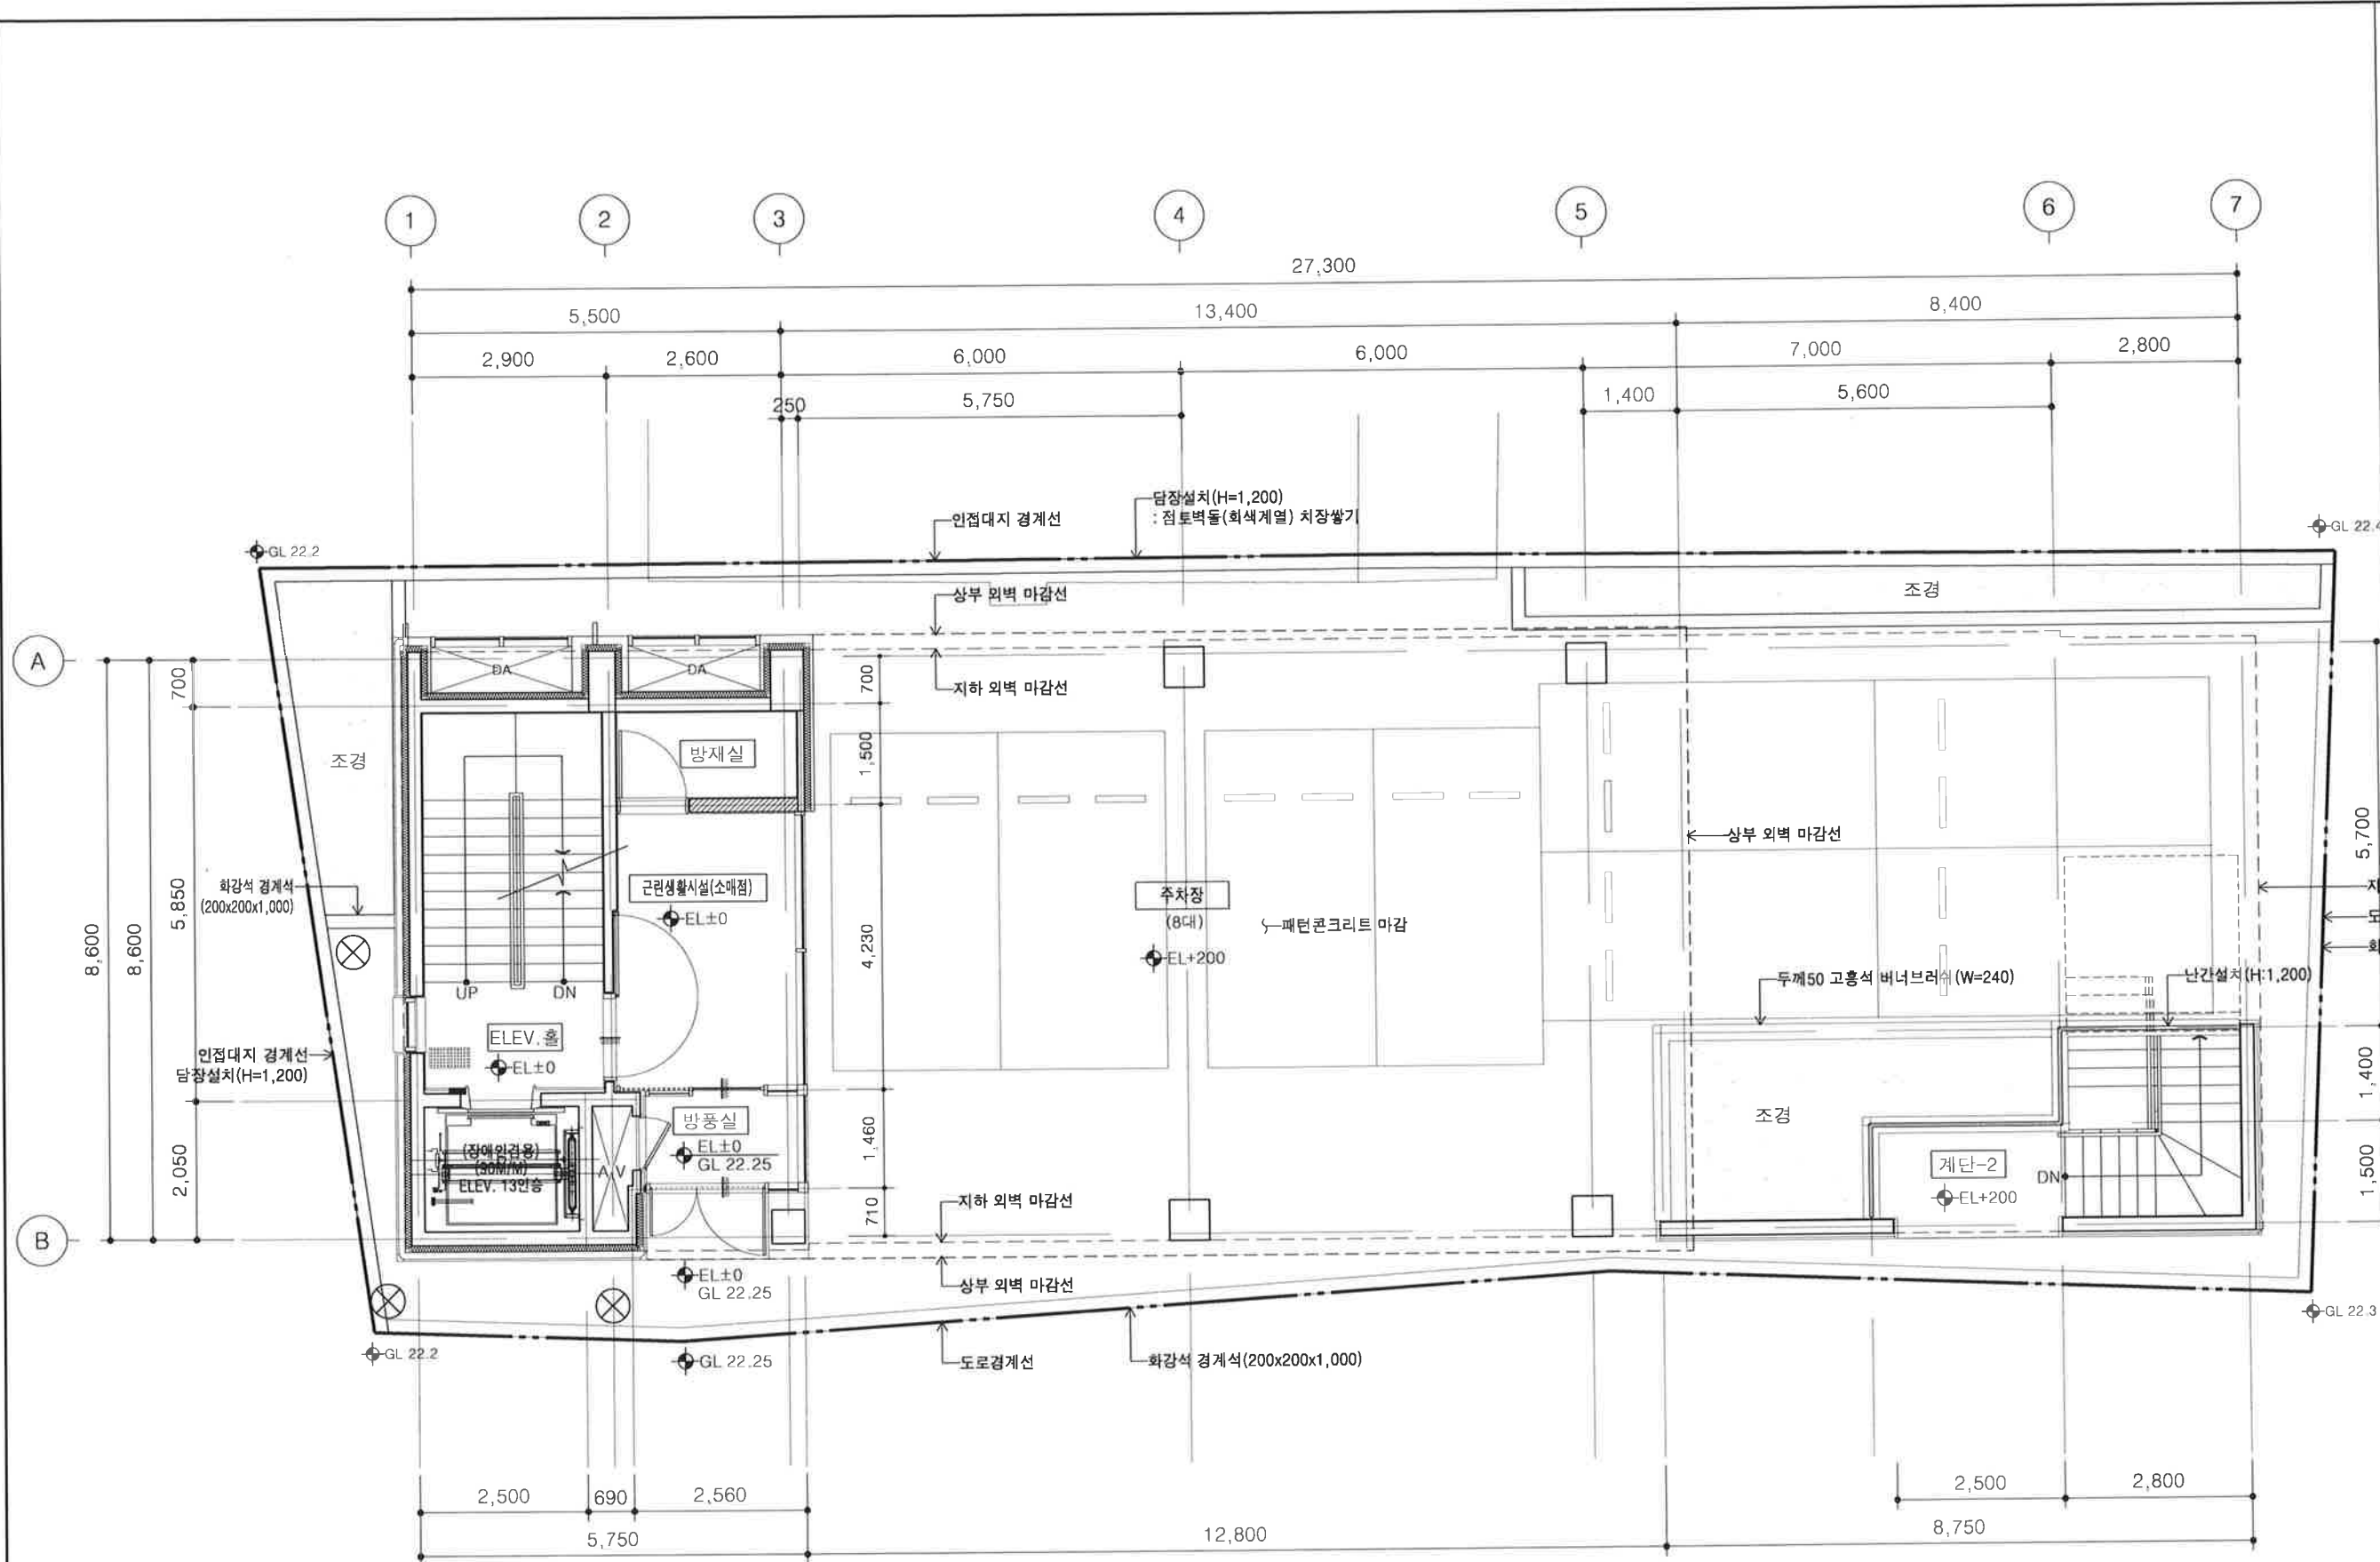 1
2
3
4
5
6
7
27,300
5,500
13,400
8,400
2,900
2,600
6,000
6,000
7,000
2,800
250
5,750
1,400
5,600
담장설치(H=1,200)
: 점토벽돌(회색계열) 치장쌓기
인접대지 경계선
GL 22.2
상부 외벽 마감선
조경
A
DA
DA
지하 외벽 마감선
700
700
조경
방재실
1,500
상부 외벽 마감선
5,700
화강석 경계석
(200x200x1,000)
근린생활시설(소매점)
EL±0
주차장
(8대)
패턴콘크리트 마감
EL+200
5,850
8,600
8,600
4,230
두께50 고흥석 버너브러쉬 (W=240)
난간설치(H:1,200)
UP
DN
ELEV. 홀
EL±0
인접대지 경계선
담장설치(H=1,200)
1,400
조경
방풍실
EL±0
GL 22.25
(장애인겸용)
(90M/M)
ELEV. 13인승
2,050
1,460
계단-2
EL+200
DN
1,500
710
지하 외벽 마감선
B
EL±0
GL 22.25
상부 외벽 마감선
GL 22.3
GL 22.2
GL 22.25
도로경계선
화강석 경계석(200x200x1,000)
2,500
690
2,560
2,500
2,800
5,750
12,800
8,750